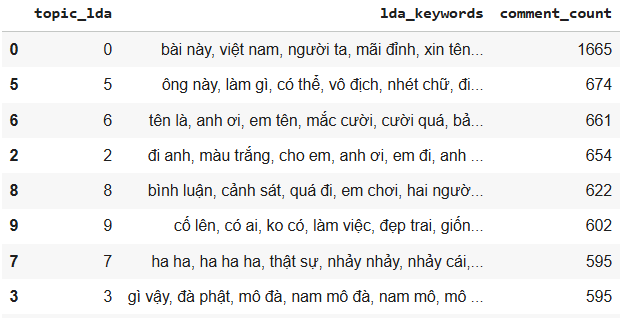 topic_lda lda_keywords comment_count
0 0 bài này, việt nam, người ta, mãi đỉnh, xin tên... 1665
5 5 ông này, làm gì, có thể, vô địch, nhét chữ, đi... 674
6 6 tên là, anh ơi, em tên, mắc cười, cười quá, bả... 661
2 2 đi anh, màu trắng, cho em, anh ơi, em đi, anh ... 654
8 8 bình luận, cảnh sát, quá đi, em chơi, hai ngườ... 622
9 9 cố lên, có ai, ko có, làm việc, đẹp trai, giốn... 602
7 7 ha ha, ha ha ha, thật sự, nhảy nhảy, nhảy cái,... 595
3 3 gì vậy, đà phật, mô đà, nam mô đà, nam mô, mô ... 595